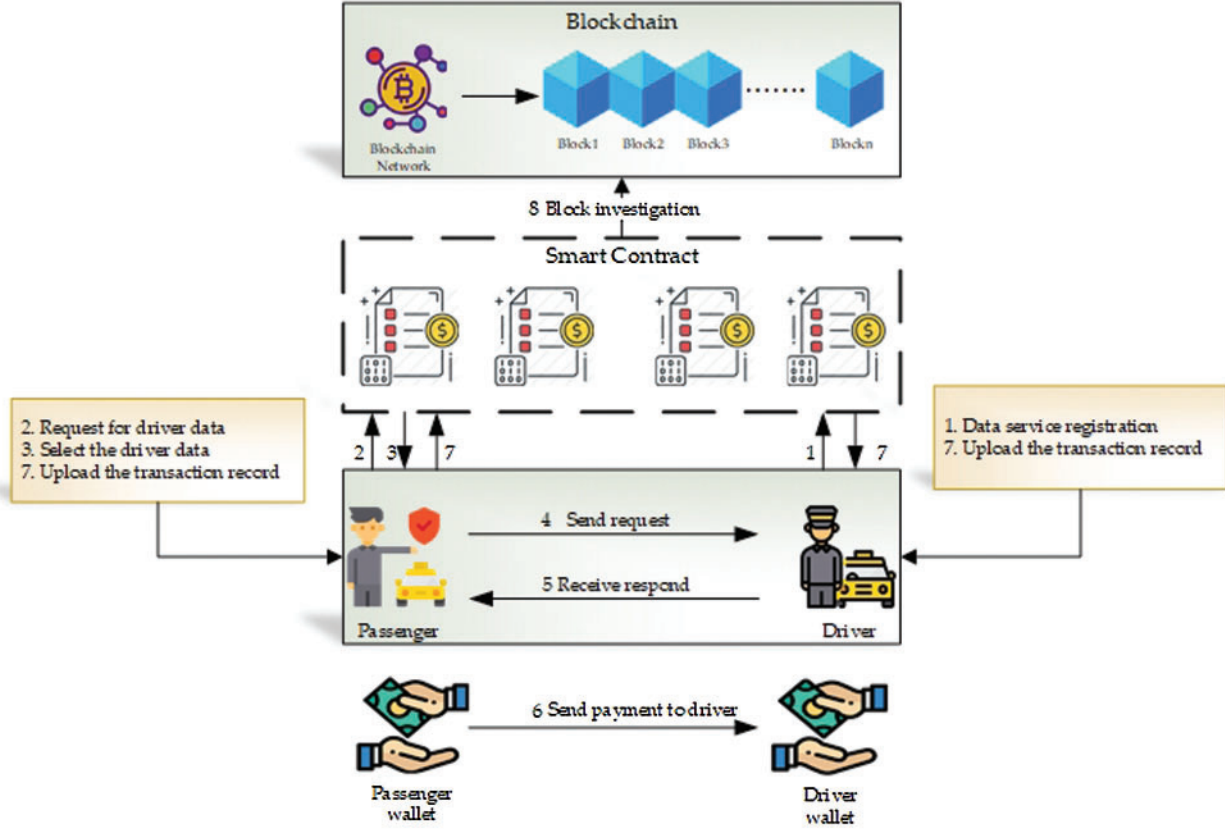 Blockchain
Blockchain
Network
Block1
Block2
Block3
.......
Blockn
8 Block investigation
Smart Contract
2. Request for driver data
3. Select the driver data
7. Upload the transaction record
1. Data service registration
7. Upload the transaction record
2
3
7
1
7
4 Send request
5 Receive respond
Passenger
Driver
6 Send payment to driver
Passenger
wallet
Driver
wallet